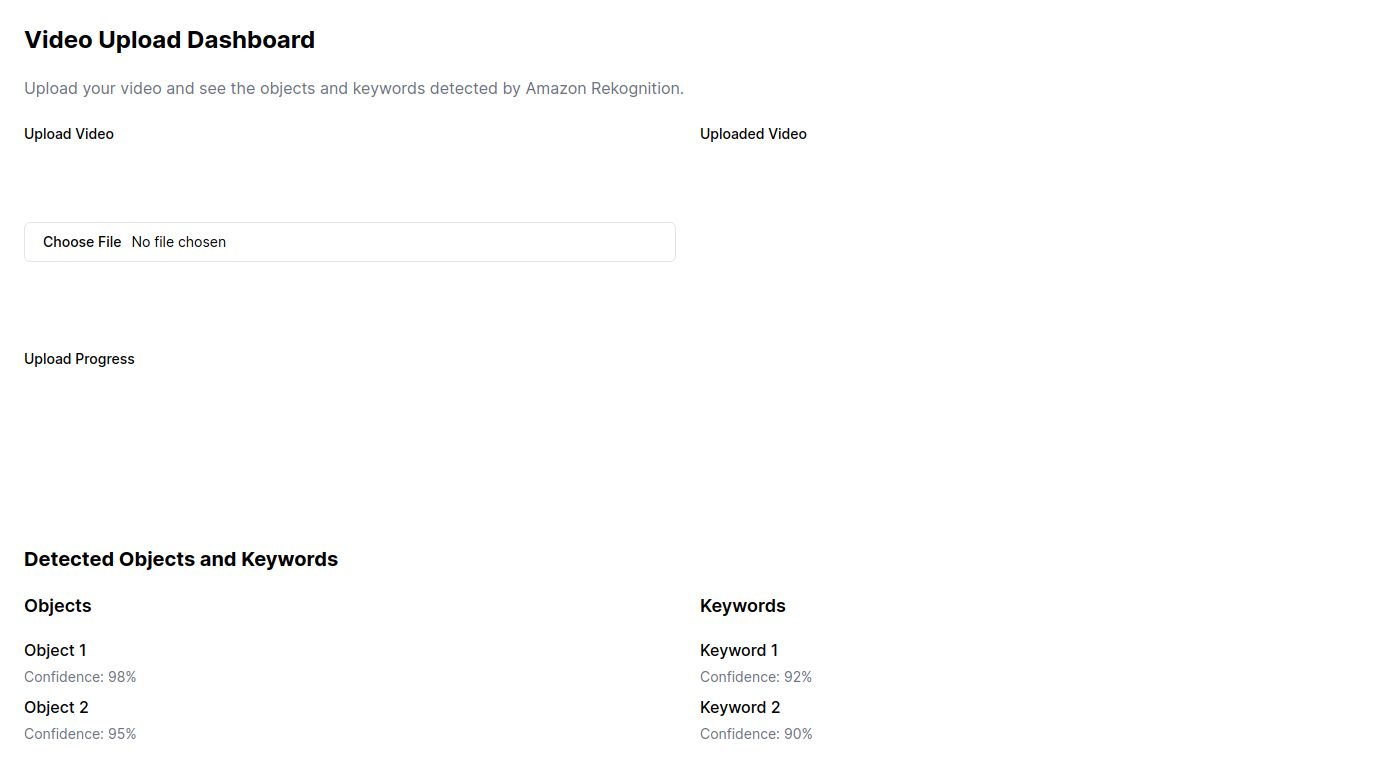 Video Upload Dashboard
Upload your video and see the objects and keywords detected by Amazon Rekognition.
Upload Video
Choose File No file chosen
Upload Progress
Uploaded Video
Detected Objects and Keywords
Objects
Object 1
Confidence: 98%
Object 2
Confidence: 95%
Keywords
Keyword 1
Confidence: 92%
Keyword 2
Confidence: 90%